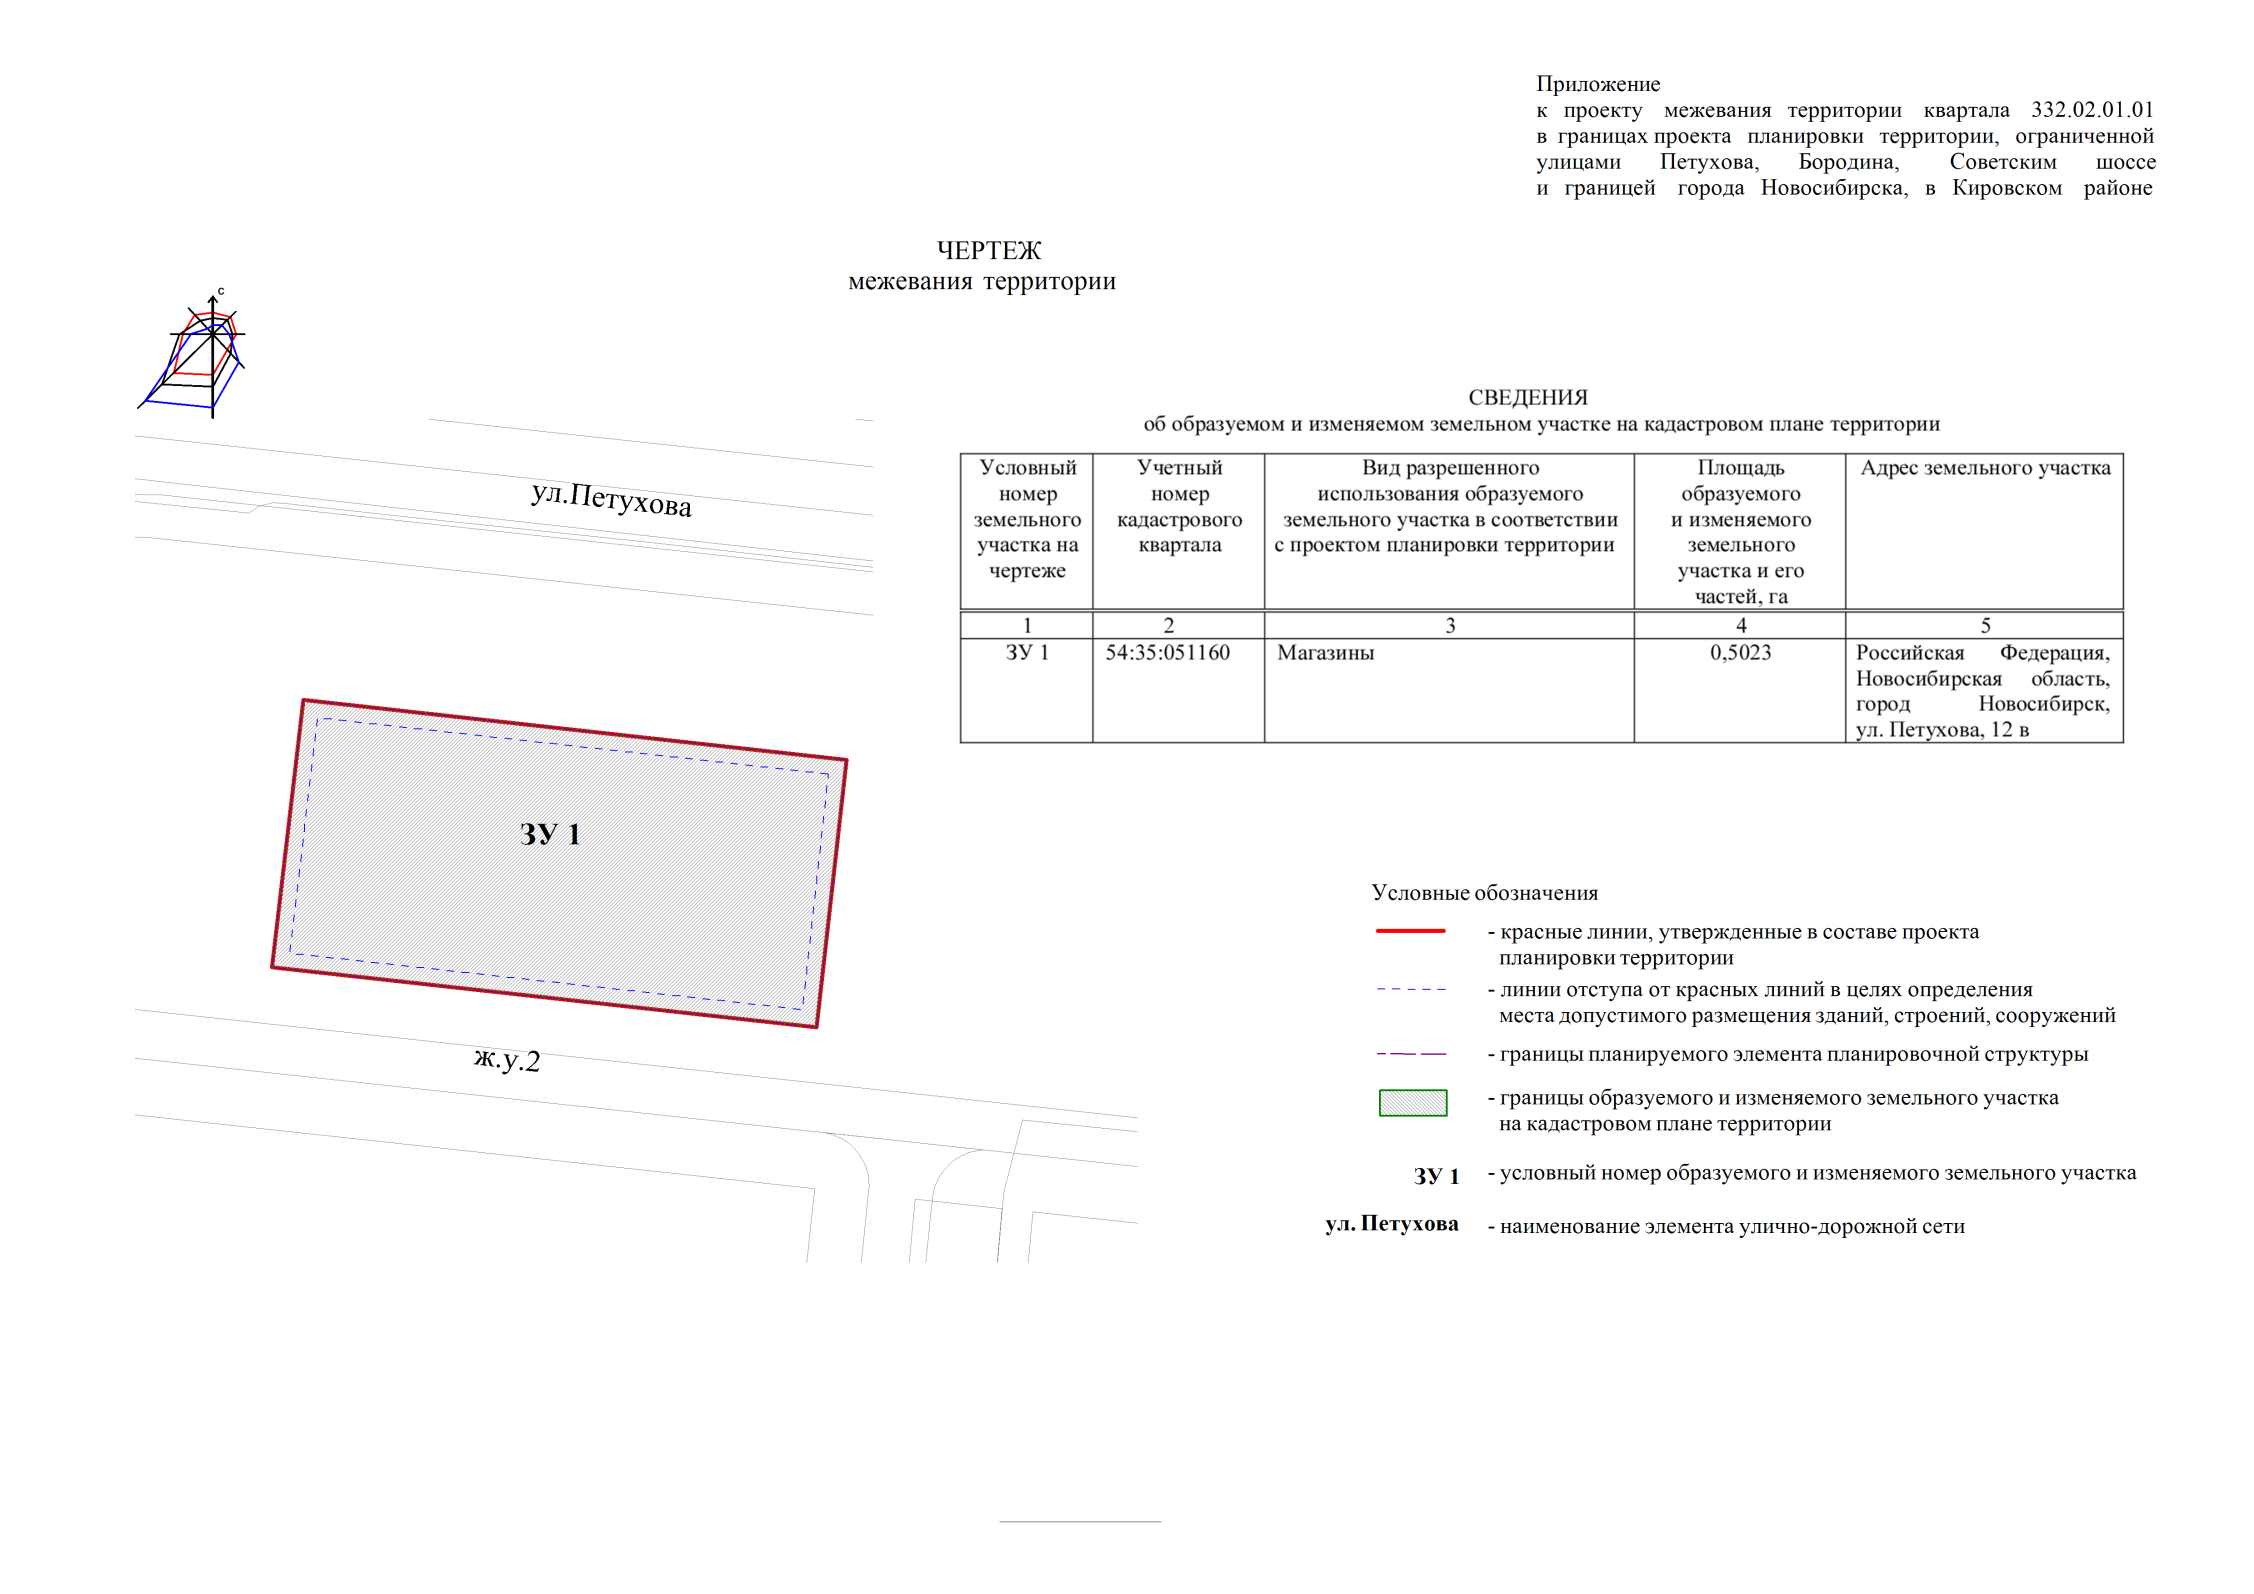 Приложение
к проекту межевания территории квартала 332.02.01.01
в границах проекта планировки территории, ограниченной
улицами Петухова, Бородина, Советским шоссе
и границей города Новосибирска, в Кировском районе
ЧЕРТЕЖ
межевания территории
с
СВЕДЕНИЯ
об образуемом и изменяемом земельном участке на кадастровом плане территории
Условный
номер
земельного
участка на
чертеже
Учетный
номер
кадастрового
квартала
Вид разрешенного
использования образуемого
земельного участка в соответствии
с проектом планировки территории
Площадь
образуемого
и изменяемого
земельного
участка и его
частей, га
Адрес земельного участка
1 2 3 4 5
ЗУ 1
54:35:051160
Магазины
0,5023
Российская Федерация,
Новосибирская область,
город Новосибирск,
ул. Петухова, 12 в
ул.Петухова
ЗУ 1
ж.у.2
Условные обозначения
- красные линии, утвержденные в составе проекта
планировки территории
- линии отступа от красных линий в целях определения
места допустимого размещения зданий, строений, сооружений
- границы планируемого элемента планировочной структуры
- границы образуемого и изменяемого земельного участка
на кадастровом плане территории
ЗУ 1 - условный номер образуемого и изменяемого земельного участка
ул. Петухова - наименование элемента улично-дорожной сети